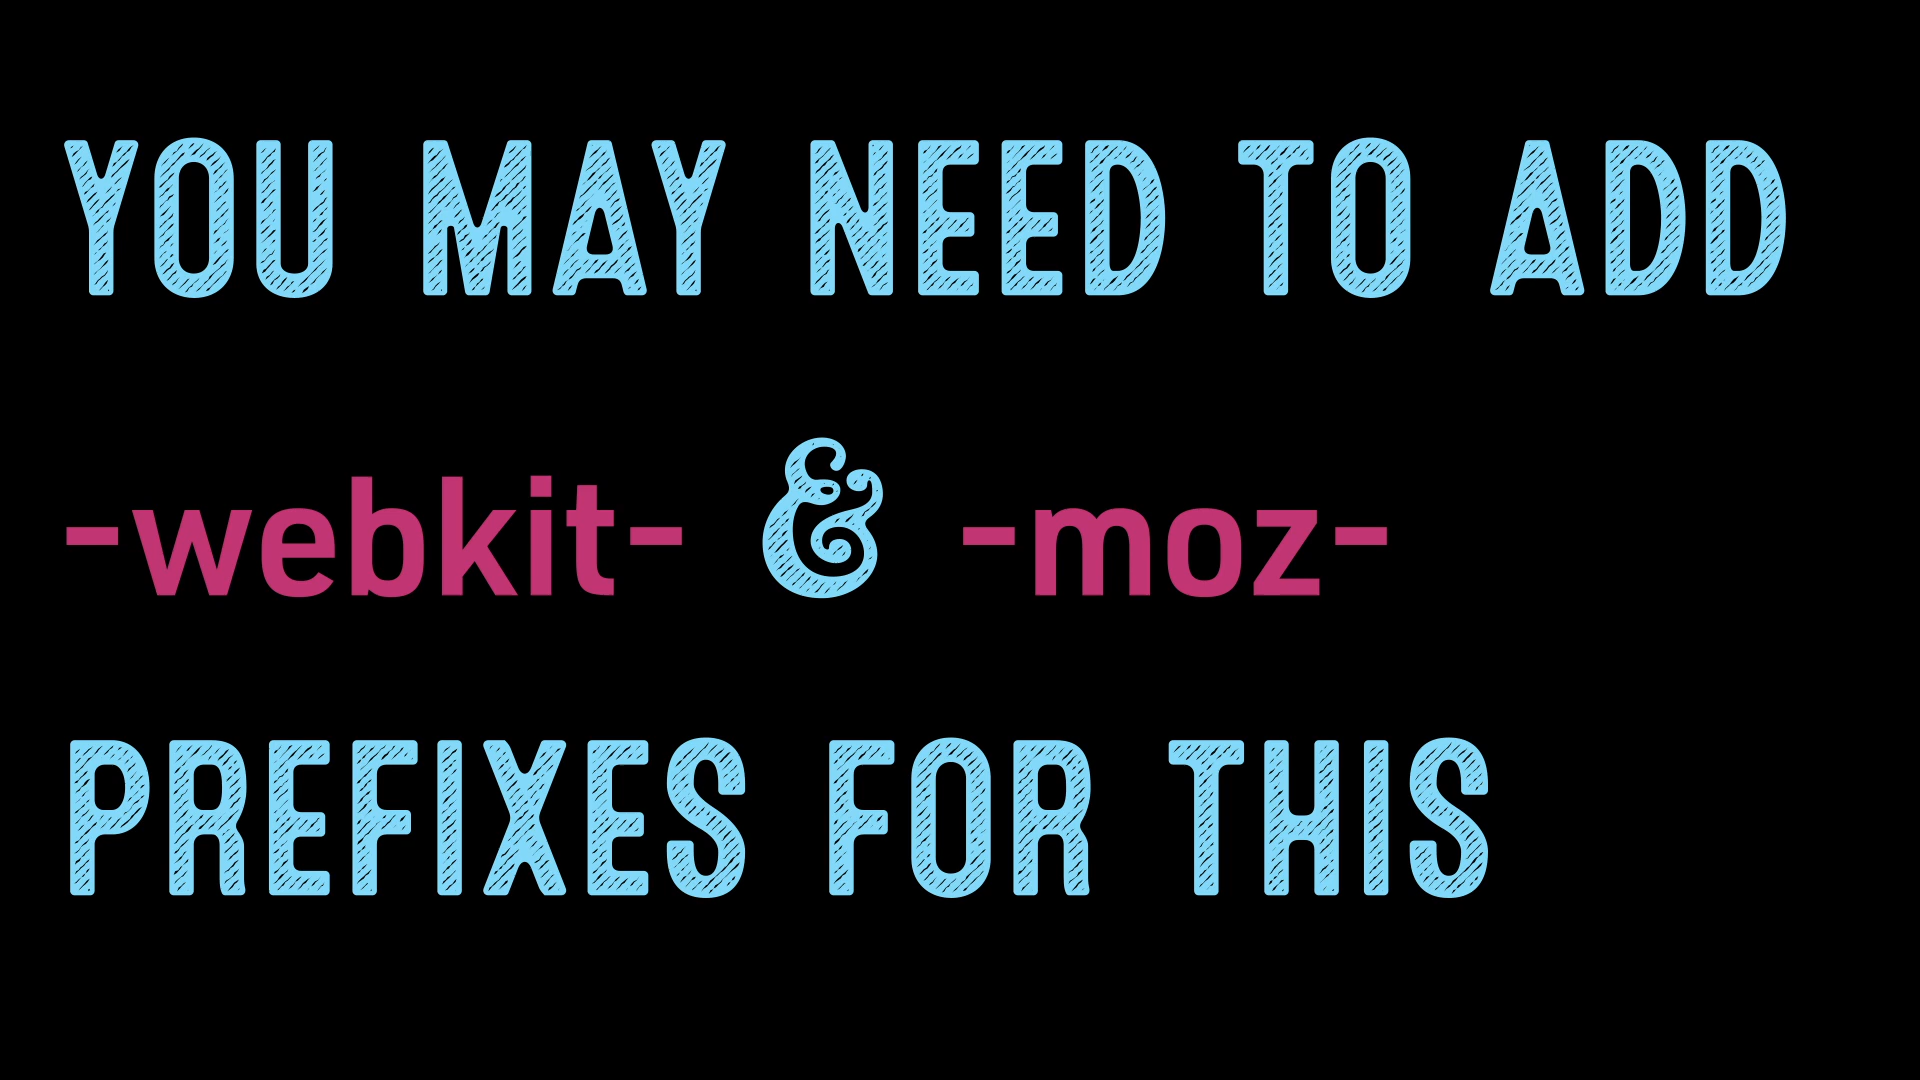 YOU MAY NEED TO ADD
-webkit- & -moz-
PREFIXES FOR THIS